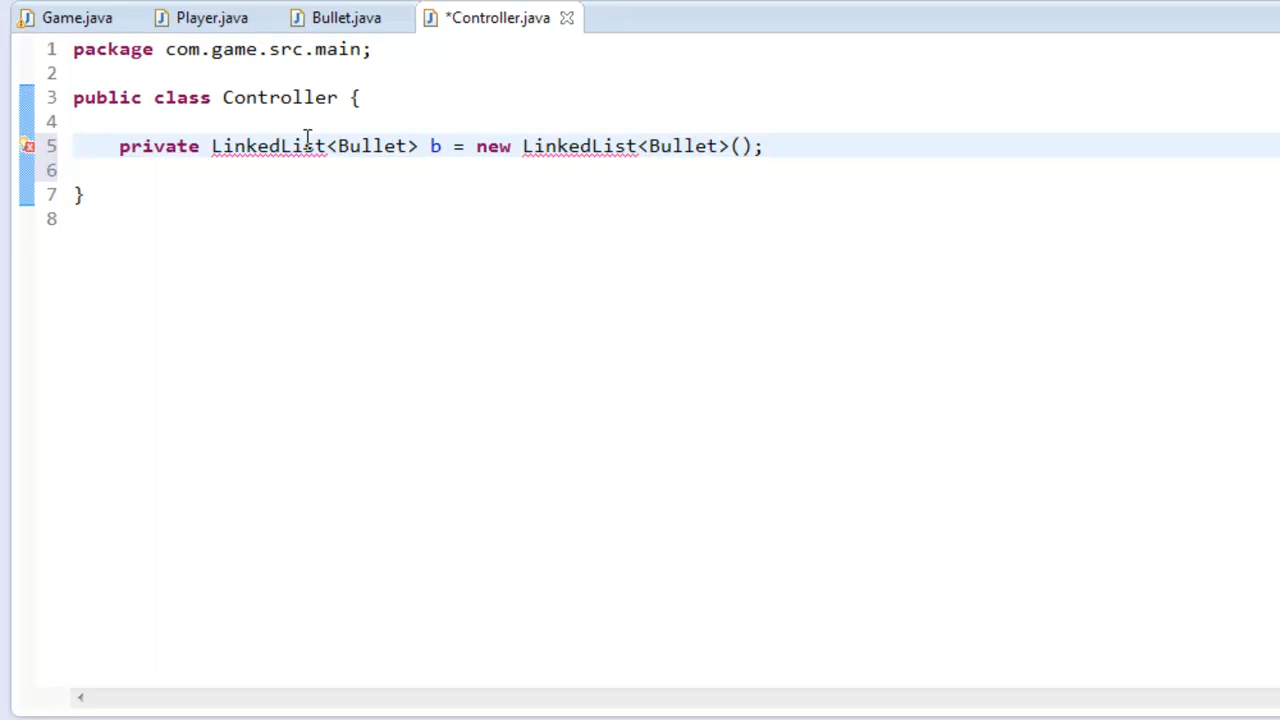 Game.java Player.java Bullet.java *Controller.java
1 package com.game.src.main;
2
3 public class Controller {
4
5 private LinkedList<Bullet> b = new LinkedList<Bullet>();
6
7 }
8